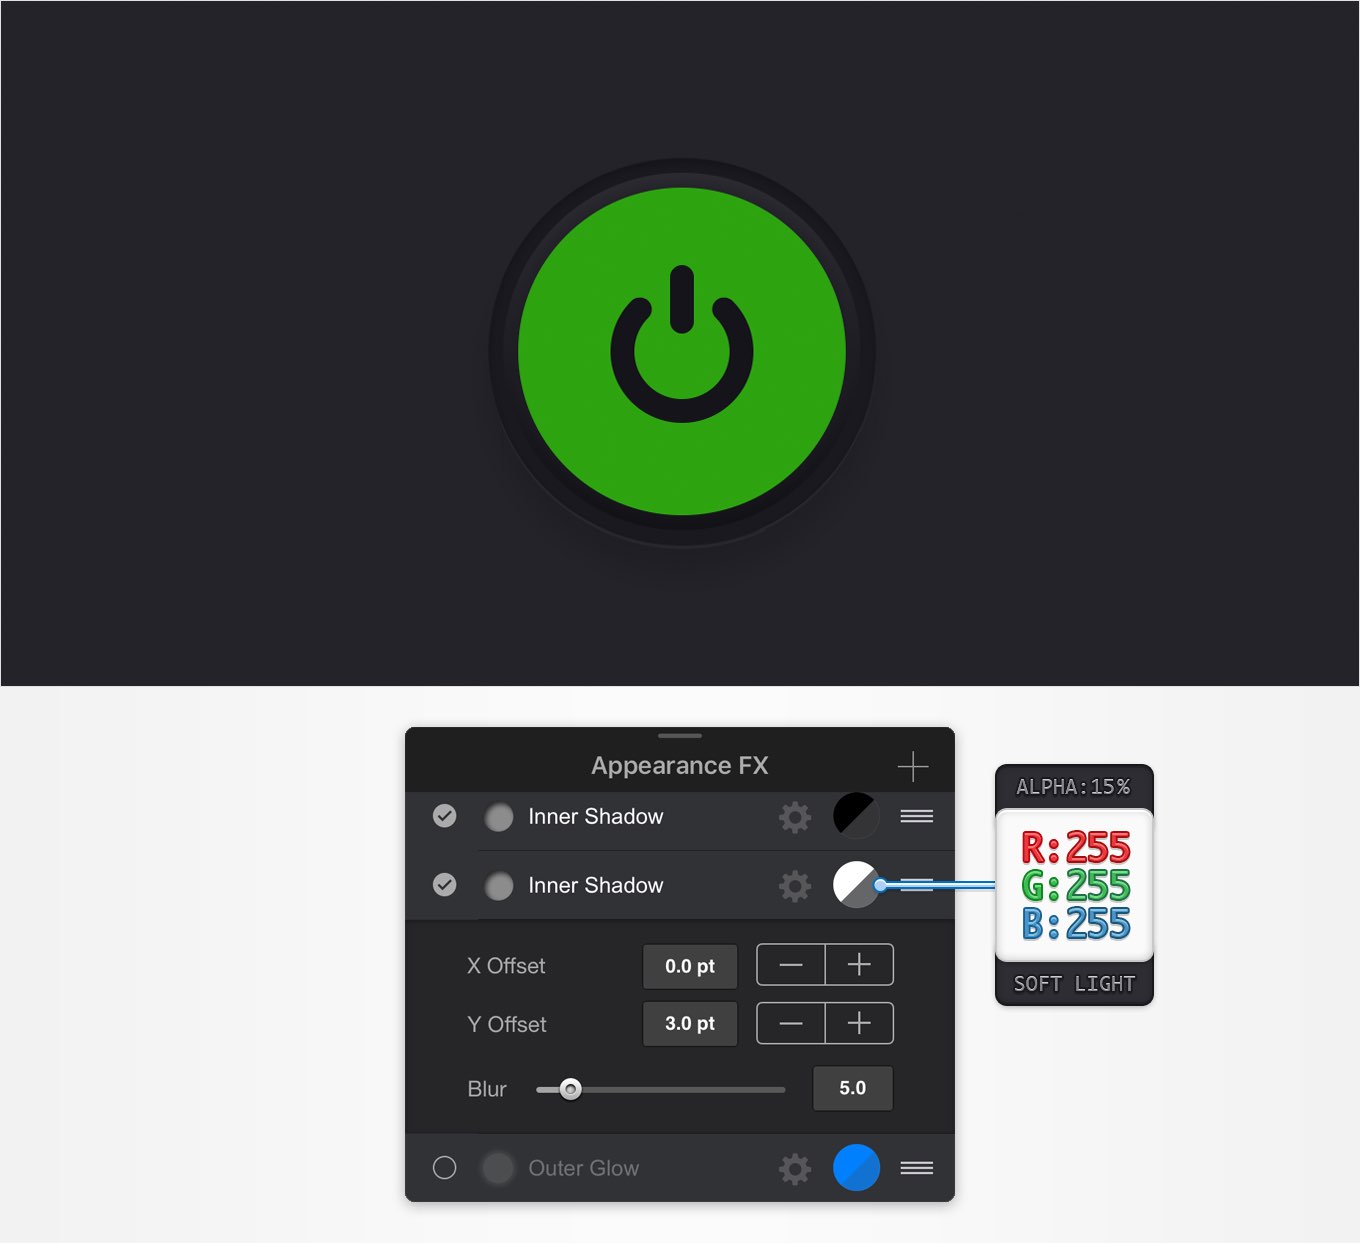 Appearance FX
Inner Shadow
Inner Shadow
X Offset 0.0 pt
Y Offset 3.0 pt
Blur 5.0
Outer Glow
ALPHA:15%
R:255
G:255
B:255
SOFT LIGHT